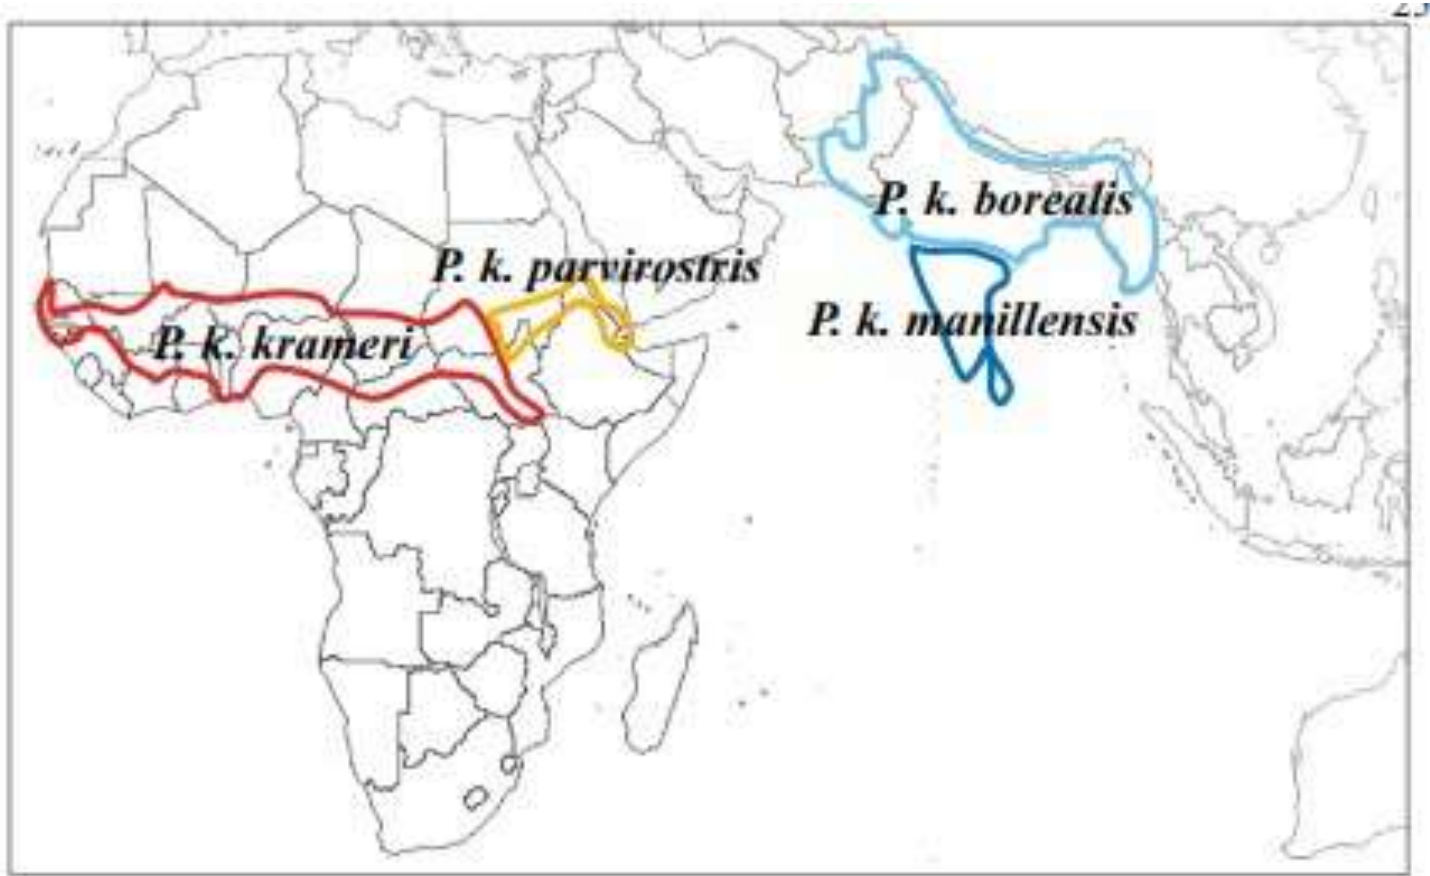 P. k. borealis
P. k. parvirostris
P. k. manillensis
P. k. krameri